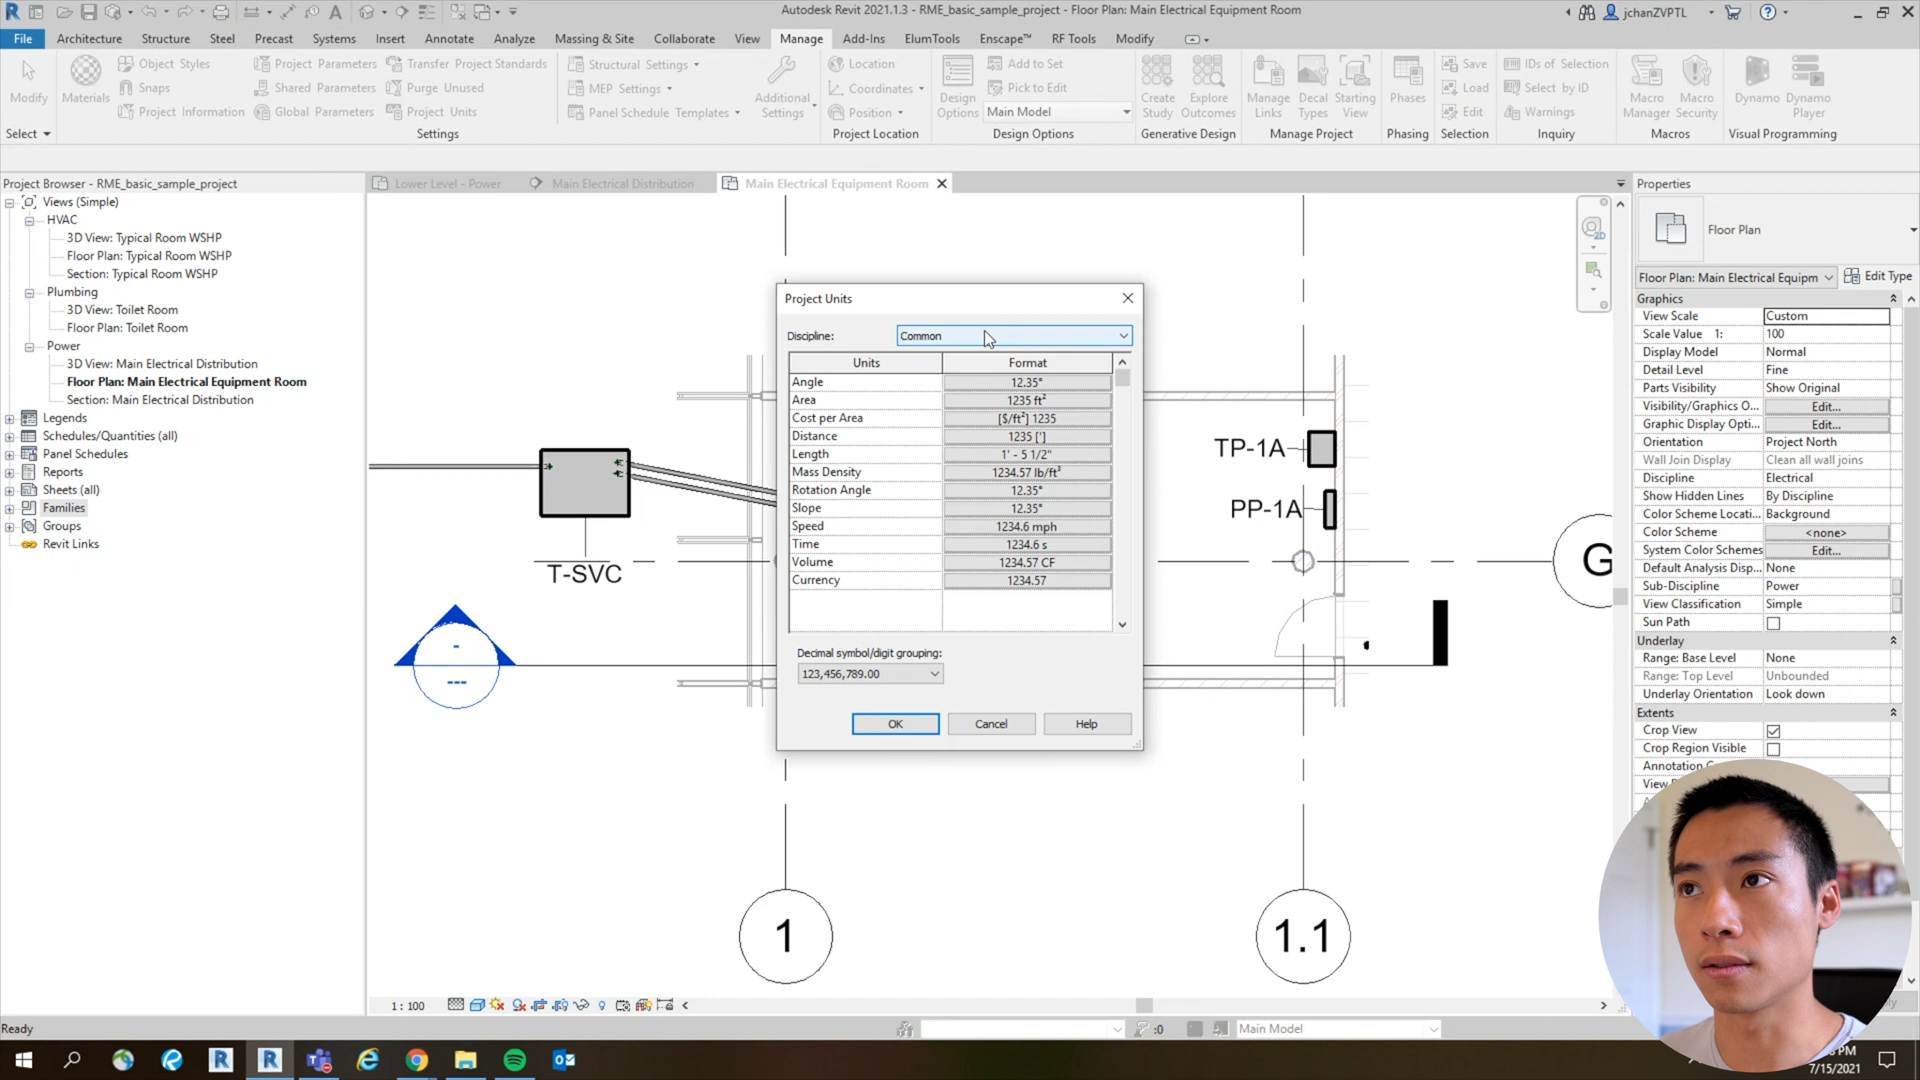 Autodesk Revit 2021.1.3 - RME_basic_sample_project - Floor Plan: Main Electrical Equipment Room
jchanZVPTL
File Architecture Structure Steel Precast Systems Insert Annotate Analyze Massing & Site Collaborate View Manage Add-Ins ElumTools Enscape™ RF Tools Modify
Modify
Materials
Object Styles
Snaps
Project Information
Project Parameters
Shared Parameters
Global Parameters
Transfer Project Standards
Purge Unused
Project Units
Structural Settings
MEP Settings
Panel Schedule Templates
Additional Settings
Location
Coordinates
Position
Design Options
Add to Set
Pick to Edit
Main Model
Create Study
Explore Outcomes
Manage Links
Decal Types
Starting View
Phases
Save
Load
Edit
IDs of Selection
Select by ID
Warnings
Macro Manager
Macro Security
Dynamo
Dynamo Player
Select Settings Project Location Design Options Generative Design Manage Project Phasing Selection Inquiry Macros Visual Programming
Project Browser - RME_basic_sample_project
Views (Simple)
HVAC
3D View: Typical Room WSHP
Floor Plan: Typical Room WSHP
Section: Typical Room WSHP
Plumbing
3D View: Toilet Room
Floor Plan: Toilet Room
Power
3D View: Main Electrical Distribution
Floor Plan: Main Electrical Equipment Room
Section: Main Electrical Distribution
Legends
Schedules/Quantities (all)
Panel Schedules
Reports
Sheets (all)
Families
Groups
Revit Links
Lower Level - Power
Main Electrical Distribution
Main Electrical Equipment Room
2D
T-SVC
TP-1A
PP-1A
G
-
---
1
1.1
Project Units
Discipline: Common
Units Format
Angle 12.35°
Area 1235 ft²
Cost per Area [$/ft²] 1235
Distance 1235 [']
Length 1' - 5 1/2"
Mass Density 1234.57 lb/ft³
Rotation Angle 12.35°
Slope 12.35°
Speed 1234.6 mph
Time 1234.6 s
Volume 1234.57 CF
Currency 1234.57
Decimal symbol/digit grouping:
123,456,789.00
OK Cancel Help
Properties
Floor Plan
Floor Plan: Main Electrical Equipm Edit Type
Graphics
View Scale Custom
Scale Value 1: 100
Display Model Normal
Detail Level Fine
Parts Visibility Show Original
Visibility/Graphics O... Edit...
Graphic Display Opti... Edit...
Orientation Project North
Wall Join Display Clean all wall joins
Discipline Electrical
Show Hidden Lines By Discipline
Color Scheme Locati... Background
Color Scheme <none>
System Color Schemes Edit...
Default Analysis Disp... None
Sub-Discipline Power
View Classification Simple
Sun Path
Underlay
Range: Base Level None
Range: Top Level Unbounded
Underlay Orientation Look down
Extents
Crop View
Crop Region Visible
Annotation
1 : 100
Ready
:0
Main Model
PM
7/15/2021